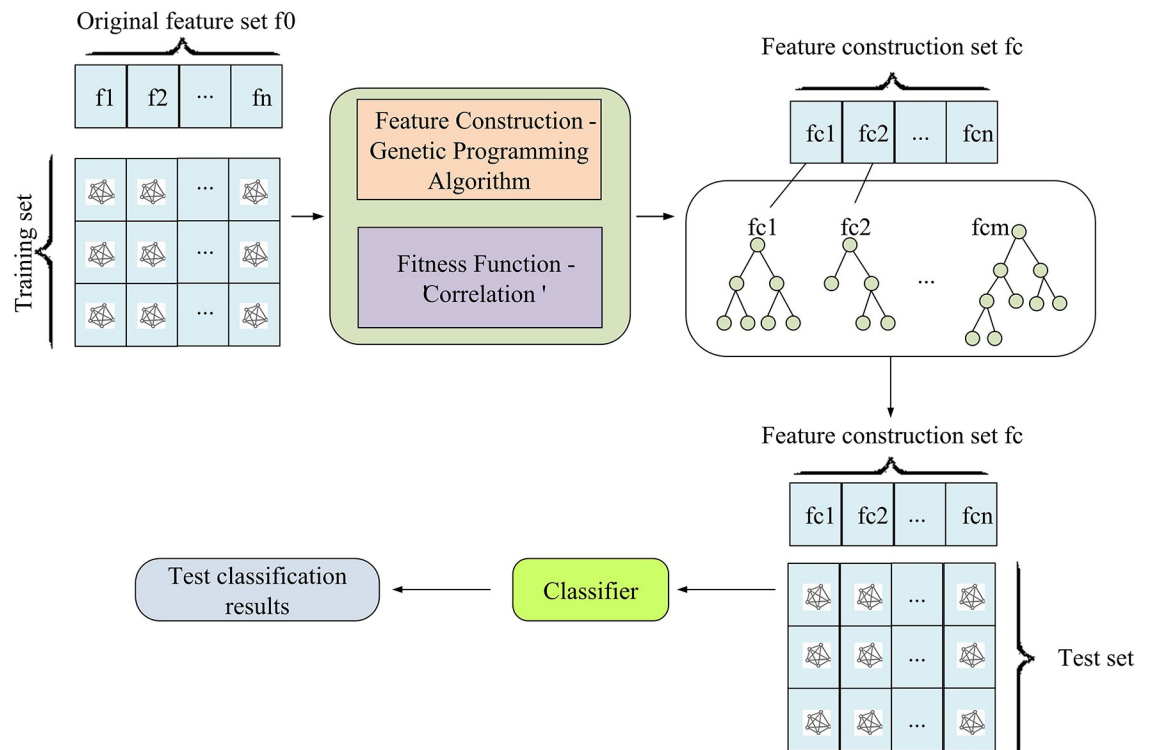 Original feature set f0
f1 f2 ... fn
Training set
...
...
...
Feature Construction -
Genetic Programming
Algorithm
Fitness Function -
'Correlation '
Feature construction set fc
fc1 fc2 ... fcn
fc1 fc2 ... fcm
Feature construction set fc
fc1 fc2 ... fcn
...
...
...
Test set
Classifier
Test classification
results